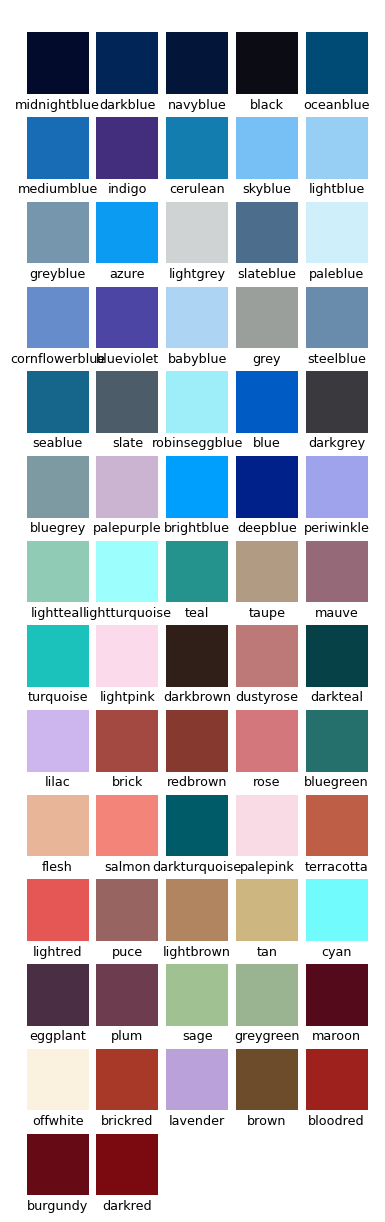 midnightblue darkblue navyblue black oceanblue
mediumblue indigo cerulean skyblue lightblue
greyblue azure lightgrey slateblue paleblue
cornflowerblue blueviolet babyblue grey steelblue
seablue slate robinseggblue blue darkgrey
bluegrey palepurple brightblue deepblue periwinkle
lightteal lightturquoise teal taupe mauve
turquoise lightpink darkbrown dustyrose darkteal
lilac brick redbrown rose bluegreen
flesh salmon darkturquoise palepink terracotta
lightred puce lightbrown tan cyan
eggplant plum sage greygreen maroon
offwhite brickred lavender brown bloodred
burgundy darkred